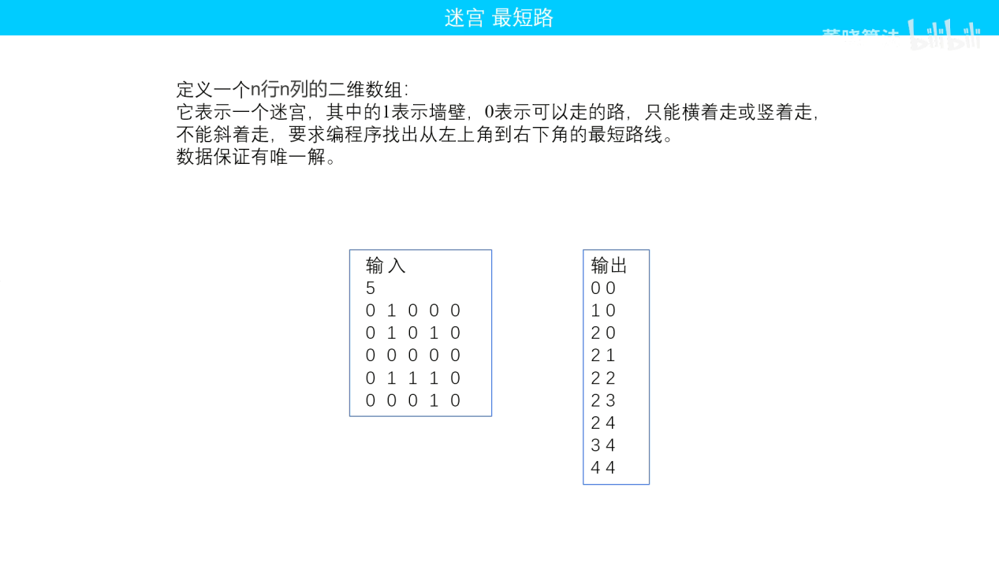 迷宫 最短路
董晓算法 bilibili
定义一个n行n列的二维数组：
它表示一个迷宫，其中的1表示墙壁，0表示可以走的路，只能横着走或竖着走，
不能斜着走，要求编程序找出从左上角到右下角的最短路线。
数据保证有唯一解。
输入
5
0 1 0 0 0
0 1 0 1 0
0 0 0 0 0
0 1 1 1 0
0 0 0 1 0
输出
0 0
1 0
2 0
2 1
2 2
2 3
2 4
3 4
4 4